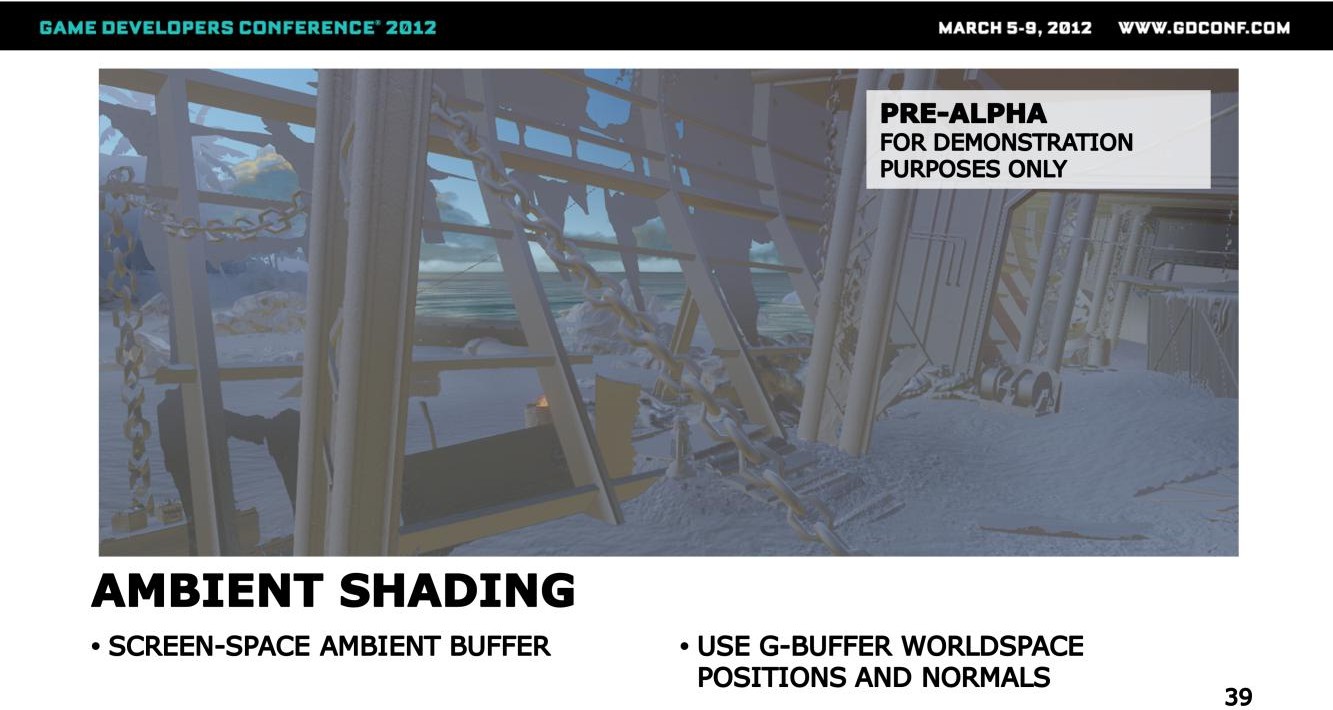 GAME DEVELOPERS CONFERENCE® 2012
MARCH 5-9, 2012 WWW.GDCONF.COM
PRE-ALPHA
FOR DEMONSTRATION
PURPOSES ONLY
AMBIENT SHADING
• SCREEN-SPACE AMBIENT BUFFER
• USE G-BUFFER WORLDSPACE
POSITIONS AND NORMALS
39